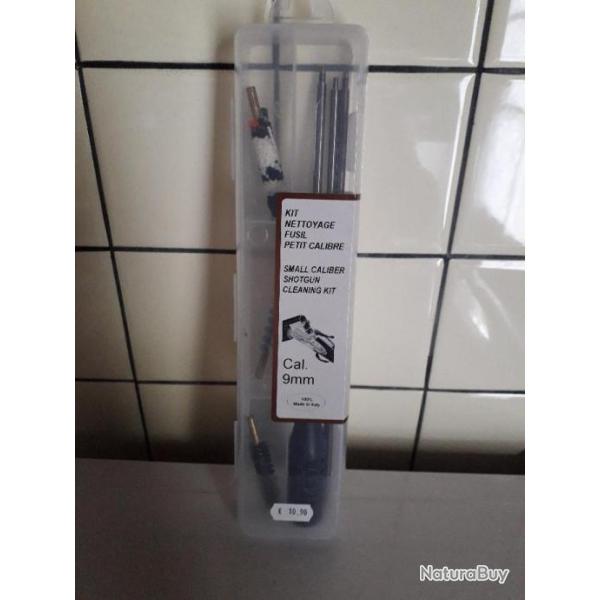 KIT
NETTOYAGE
FUSIL
PETIT CALIBRE
SMALL CALIBER
SHOTGUN
CLEANING KIT
Cal.
9mm
100%
Made in Italy
€ 10,90
NaturaBuy